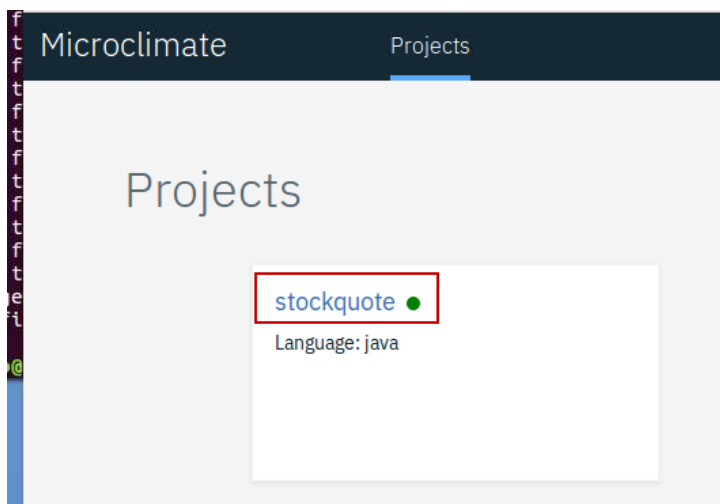 Microclimate
Projects
Projects
stockquote
Language: java